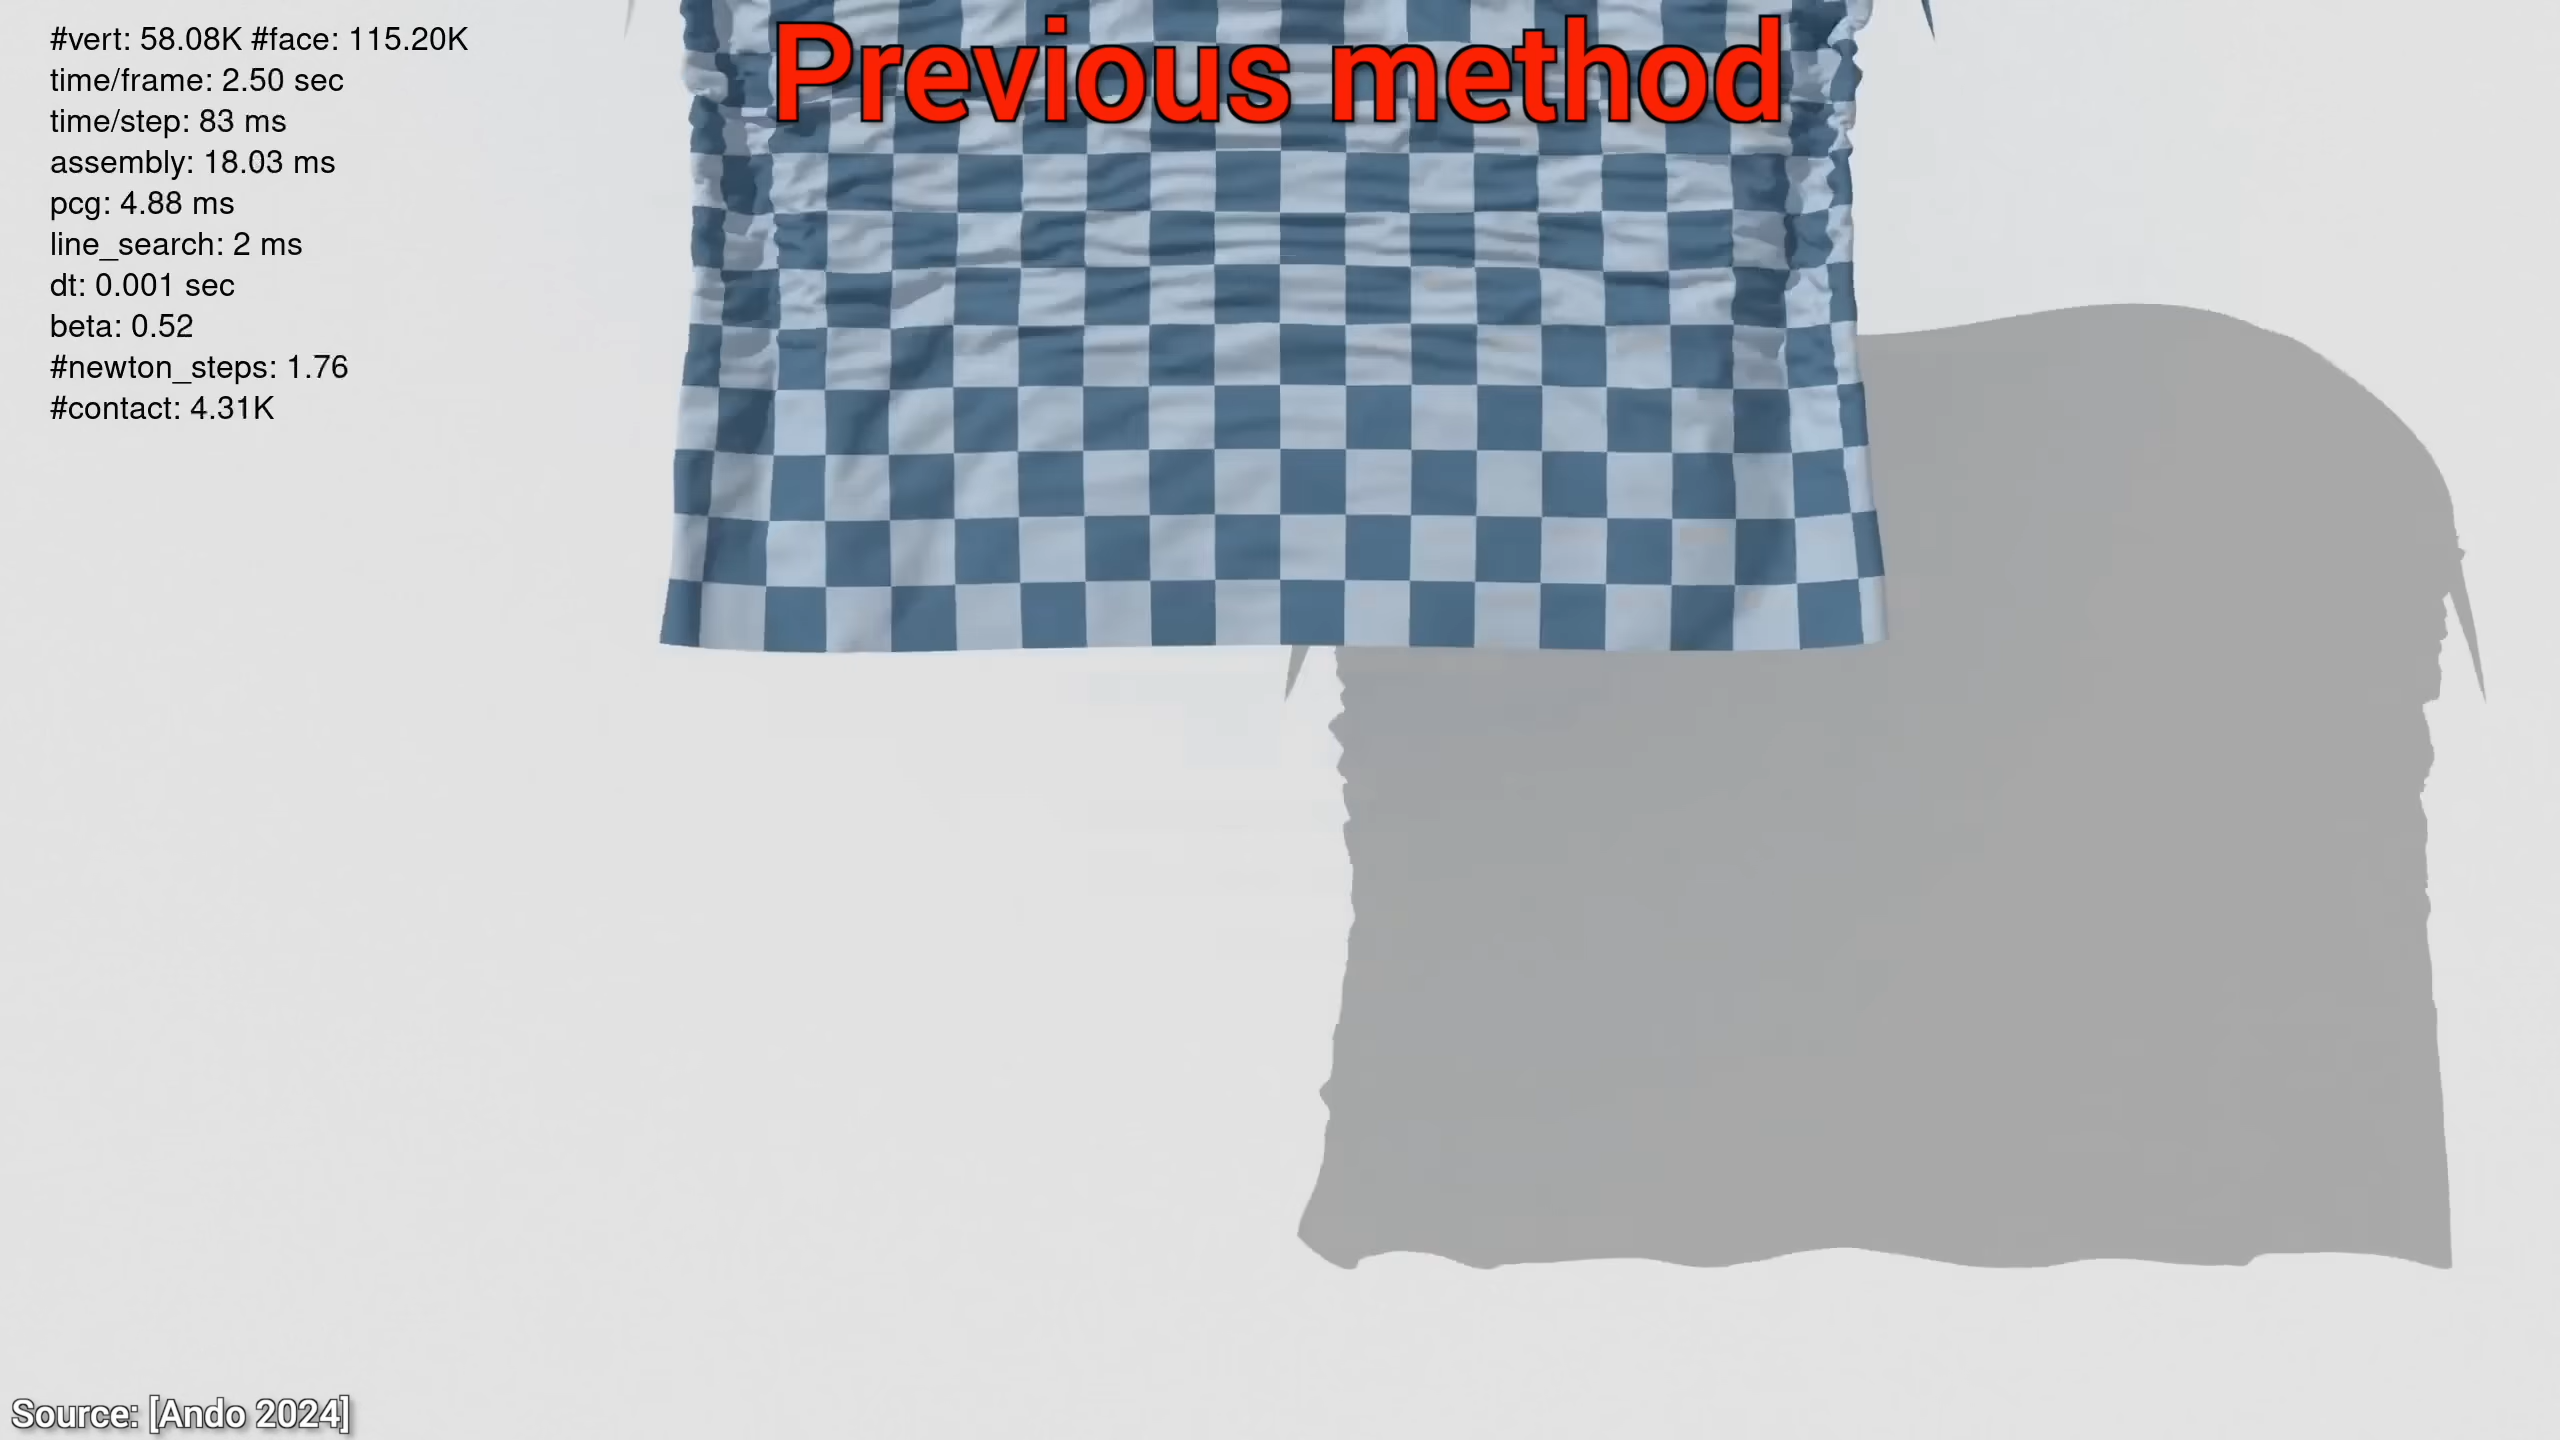 #vert: 58.08K #face: 115.20K
time/frame: 2.50 sec
time/step: 83 ms
assembly: 18.03 ms
pcg: 4.88 ms
line_search: 2 ms
dt: 0.001 sec
beta: 0.52
#newton_steps: 1.76
#contact: 4.31K
Previous method
Source: [Ando 2024]